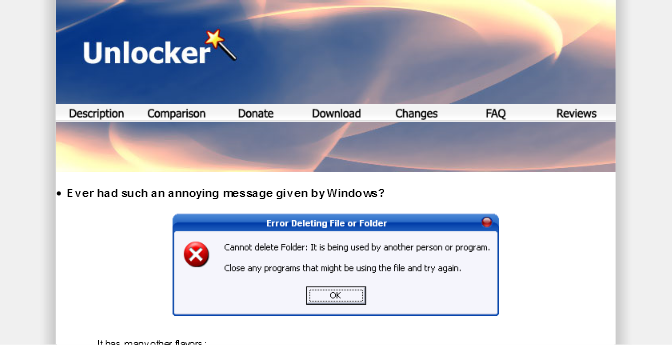 Unlocker
Description Comparison Donate Download Changes FAQ Reviews
• Ever had such an annoying message given by Windows?
Error Deleting File or Folder
Cannot delete Folder: It is being used by another person or program.
Close any programs that might be using the file and try again.
OK
It has many other flavors: